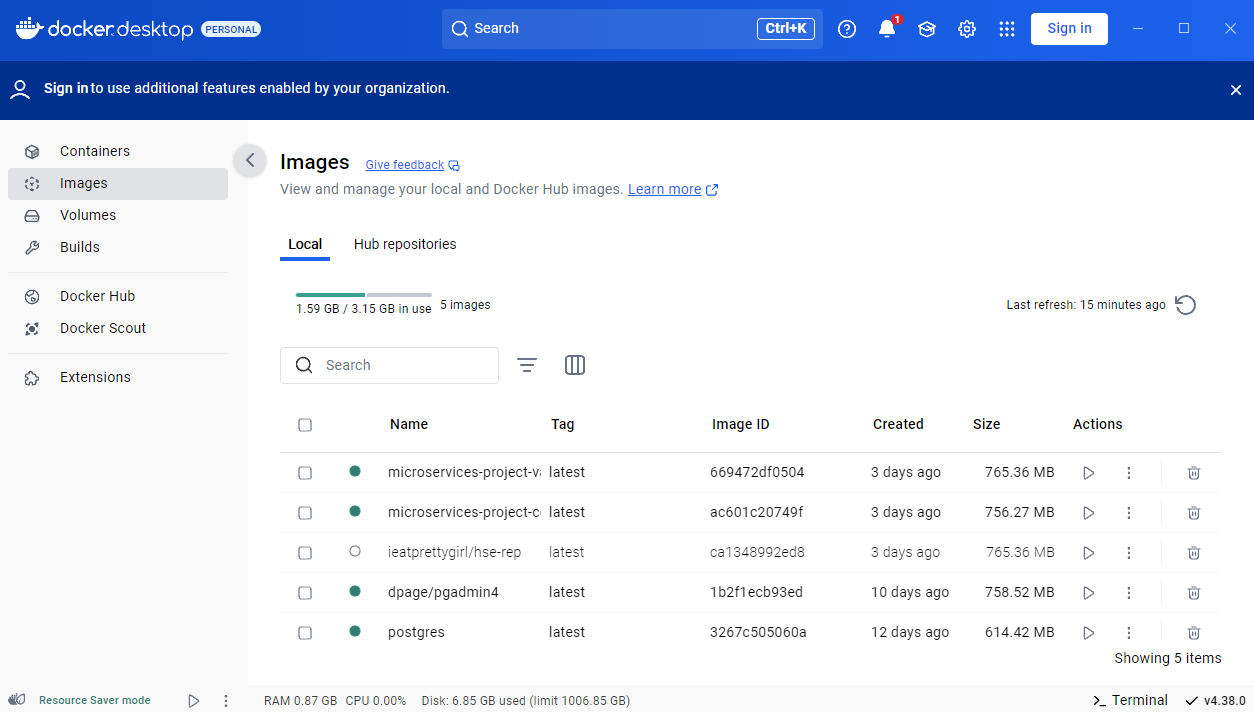 docker.desktop PERSONAL Search Ctrl+K 1 Sign in
Sign in to use additional features enabled by your organization.
Containers
Images
Volumes
Builds
Docker Hub
Docker Scout
Extensions
Images Give feedback
View and manage your local and Docker Hub images. Learn more
Local Hub repositories
1.59 GB / 3.15 GB in use 5 images Last refresh: 15 minutes ago
Search
Name Tag Image ID Created Size Actions
microservices-project-va latest 669472df0504 3 days ago 765.36 MB
microservices-project-c latest ac601c20749f 3 days ago 756.27 MB
ieatprettygirl/hse-rep latest ca1348992ed8 3 days ago 765.36 MB
dpage/pgadmin4 latest 1b2f1ecb93ed 10 days ago 758.52 MB
postgres latest 3267c505060a 12 days ago 614.42 MB
Showing 5 items
Resource Saver mode RAM 0.87 GB CPU 0.00% Disk: 6.85 GB used (limit 1006.85 GB) >_ Terminal v4.38.0